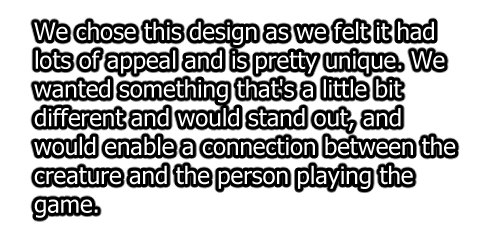 We chose this design as we felt it had
lots of appeal and is pretty unique. We
wanted something that's a little bit
different and would stand out, and
would enable a connection between the
creature and the person playing the
game.